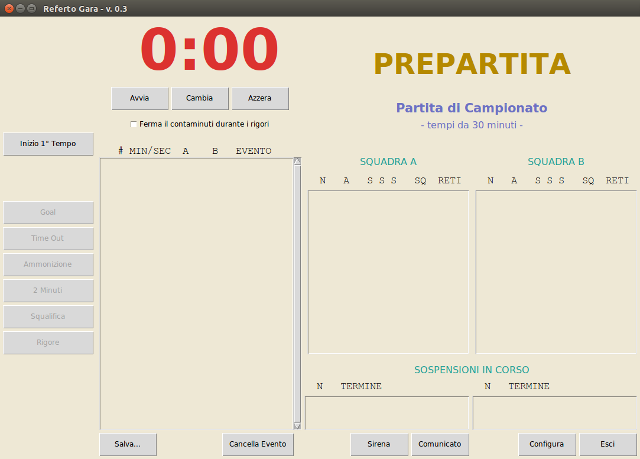 Referto Gara - v. 0.3
0:00
PREPARTITA
Avvia
Cambia
Azzera
Partita di Campionato
- tempi da 30 minuti -
Ferma il contaminuti durante i rigori
Inizio 1° Tempo
# MIN/SEC A B EVENTO
SQUADRA A
SQUADRA B
N A S S S SQ RETI
N A S S S SQ RETI
Goal
Time Out
Ammonizione
2 Minuti
Squalifica
Rigore
SOSPENSIONI IN CORSO
N TERMINE
N TERMINE
Salva...
Cancella Evento
Sirena
Comunicato
Configura
Esci